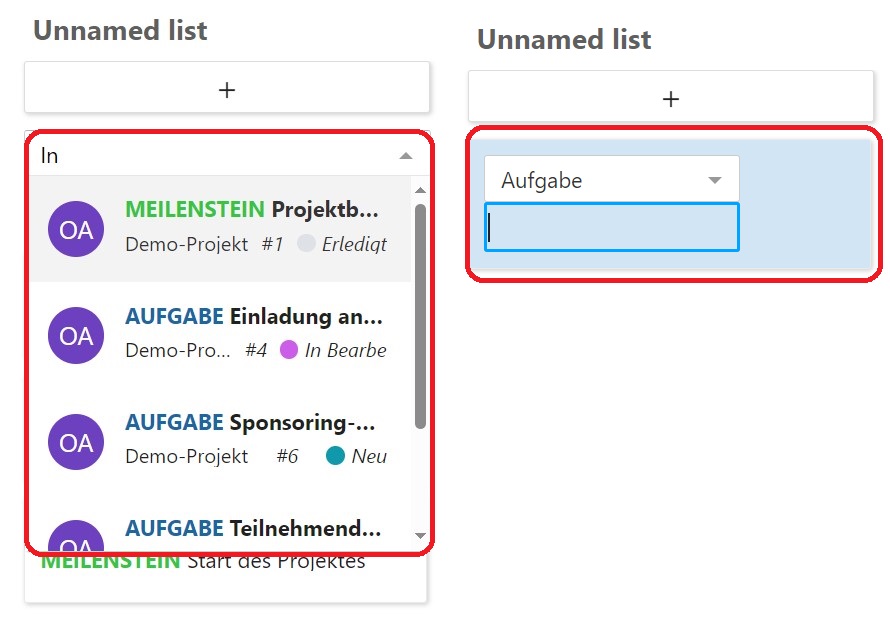 Unnamed list
+
In
OA
MEILENSTEIN Projektb...
Demo-Projekt #1 Erledigt
OA
AUFGABE Einladung an...
Demo-Pro... #4 In Bearbe
OA
AUFGABE Sponsoring-...
Demo-Projekt #6 Neu
OA
AUFGABE Teilnehmend...
MEILENSTEIN Start des Projektes
Unnamed list
+
Aufgabe